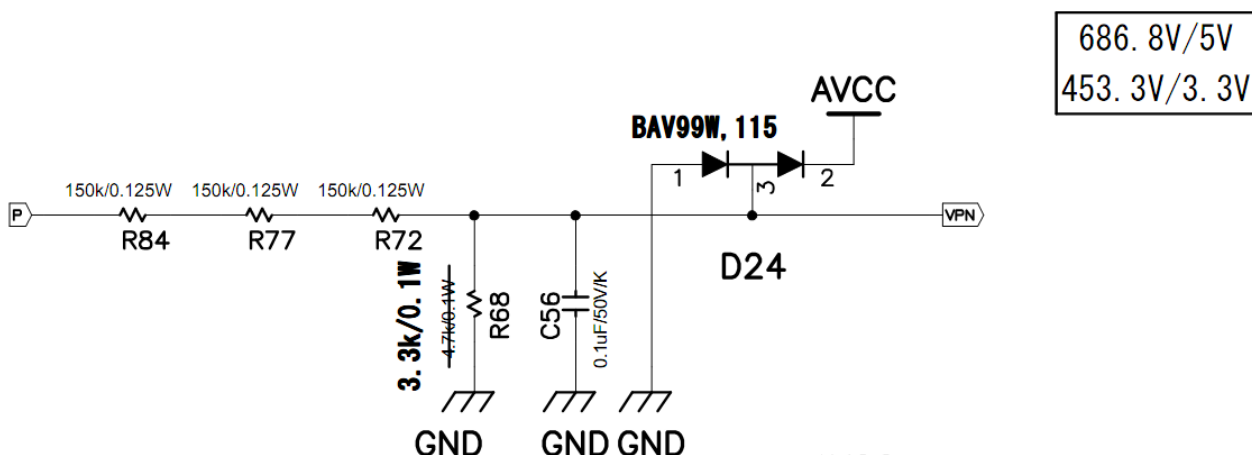 686.8V/5V
453.3V/3.3V
AVCC
BAV99W,115
1
3
2
150k/0.125W
150k/0.125W
150k/0.125W
P
VPN
R84
R77
R72
D24
3.3k/0.1W
4.7k/0.1W
R68
C56
0.1uF/50V/K
GND
GND
GND